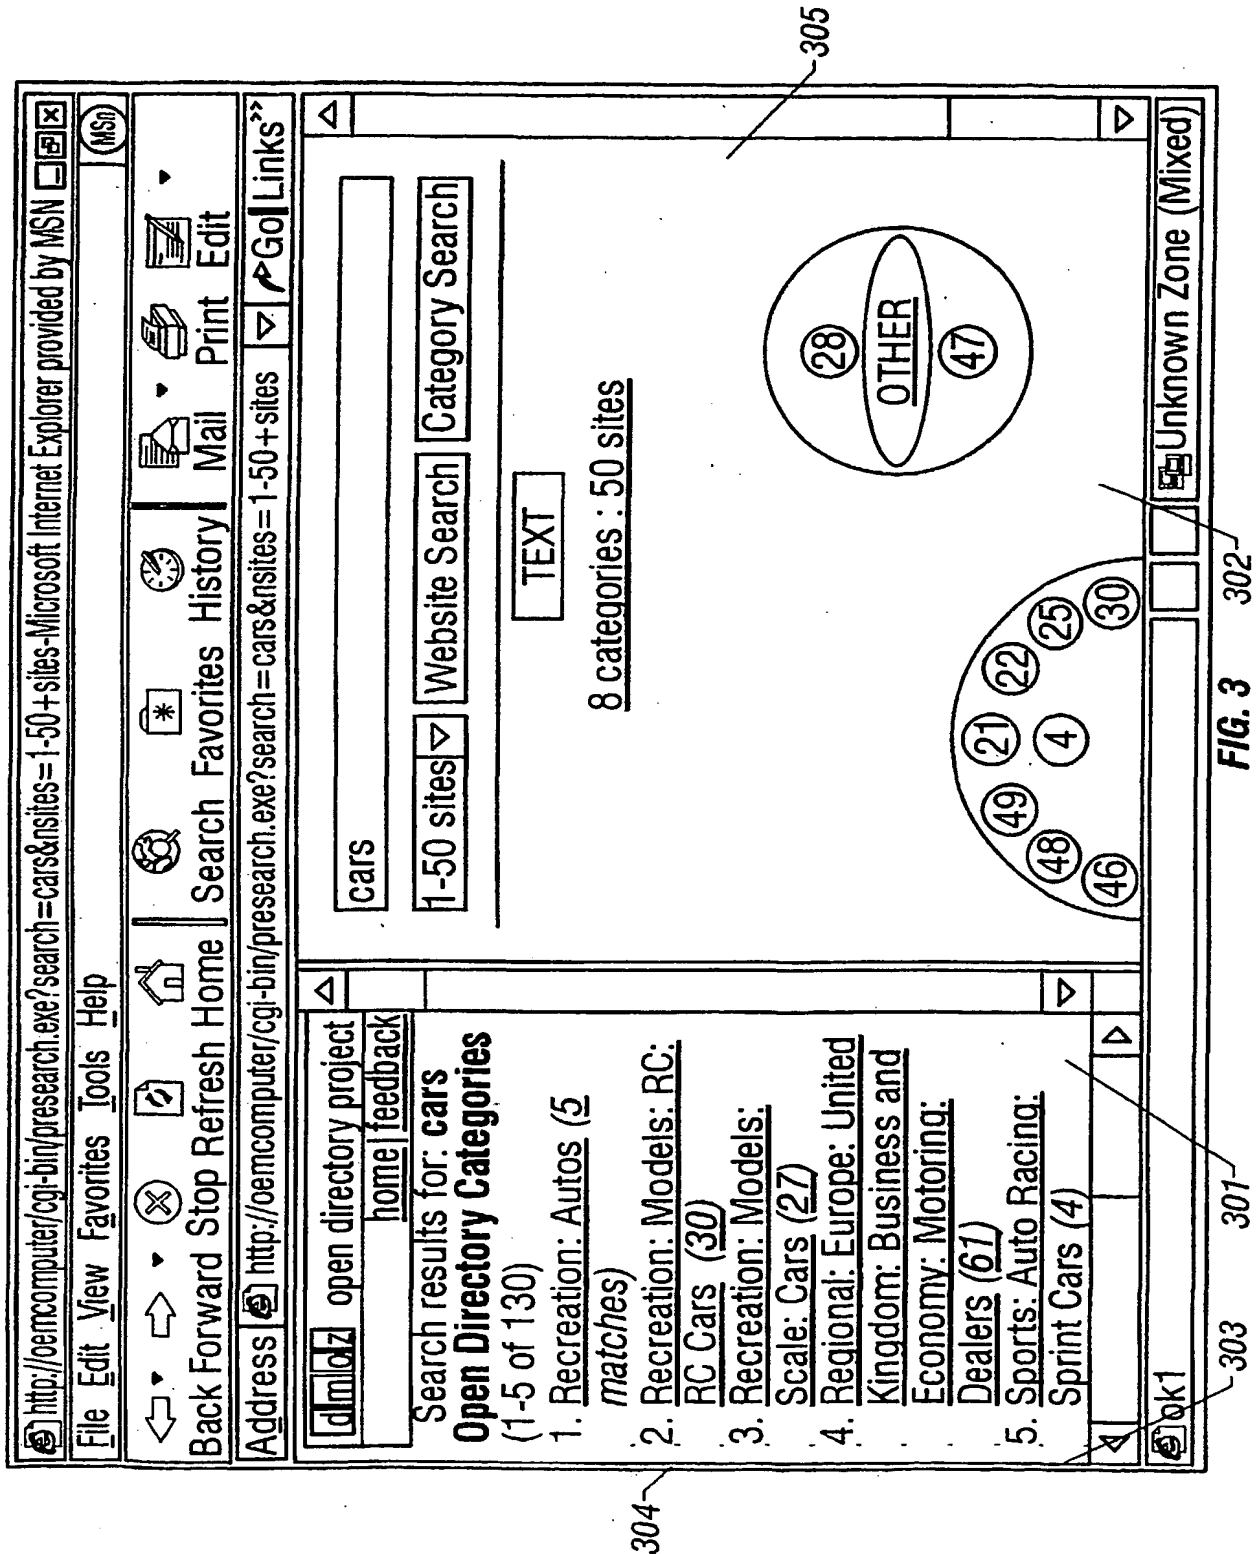 http://oemcomputer/cgi-bin/presearch.exe?search=cars&nsites=1-50+sites-Microsoft Internet Explorer provided by MSN
File Edit View Favorites Tools Help
MSn
Back Forward Stop Refresh Home Search Favorites History Mail Print Edit
Address http://oemcomputer/cgi-bin/presearch.exe?search=cars&nsites=1-50+sites Go Links”
dmoz open directory project
home feedback
Search results for: cars
Open Directory Categories
(1-5 of 130)
1. Recreation: Autos (5
matches)
2. Recreation: Models: RC:
RC Cars (30)
3. Recreation: Models:
Scale: Cars (27)
4. Regional: Europe: United
Kingdom: Business and
Economy: Motoring:
Dealers (61)
5. Sports: Auto Racing:
Sprint Cars (4)
cars
1-50 sites Website Search Category Search
TEXT
8 categories : 50 sites
28
OTHER
47
46
48
49
21
22
25
30
4
ok1
Unknown Zone (Mixed)
304
303
301
302
305
FIG. 3